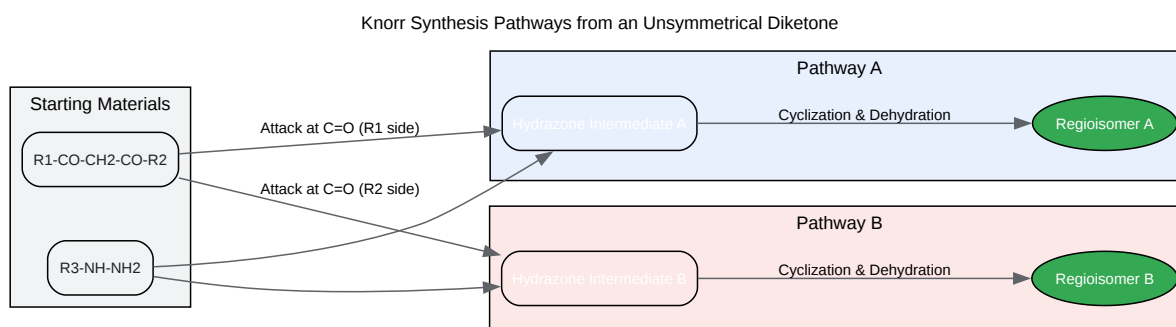 Knorr Synthesis Pathways from an Unsymmetrical Diketone
Starting Materials
R1-CO-CH2-CO-R2
R3-NH-NH2
Attack at C=O (R1 side)
Attack at C=O (R2 side)
Pathway A
Hydrazone Intermediate A
Cyclization & Dehydration
Regioisomer A
Pathway B
Hydrazone Intermediate B
Cyclization & Dehydration
Regioisomer B